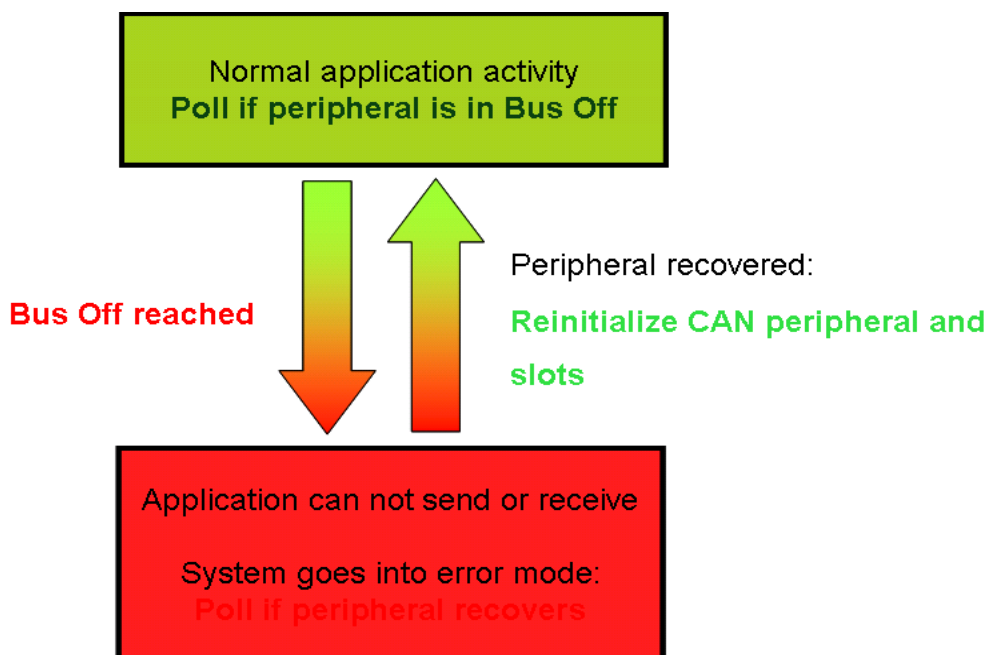 Normal application activity
Poll if peripheral is in Bus Off
Bus Off reached
Peripheral recovered:
Reinitialize CAN peripheral and
slots
Application can not send or receive
System goes into error mode:
Poll if peripheral recovers